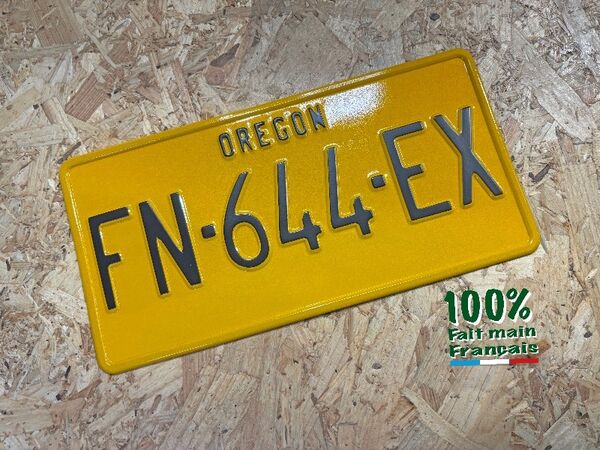 OREGON
FN-644-EX
100%
Fait main
Français